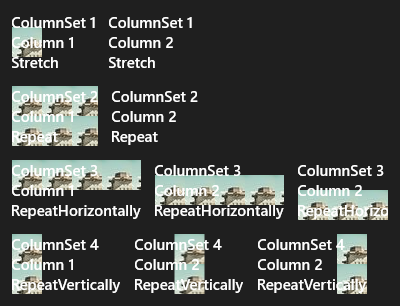 ColumnSet 1
Column 1
Stretch
ColumnSet 1
Column 2
Stretch
ColumnSet 2
Column 1
Repeat
ColumnSet 2
Column 2
Repeat
ColumnSet 3
Column 1
RepeatHorizontally
ColumnSet 3
Column 2
RepeatHorizontally
ColumnSet 3
Column 2
RepeatHorizo
ColumnSet 4
Column 1
RepeatVertically
ColumnSet 4
Column 2
RepeatVertically
ColumnSet 4
Column 2
RepeatVertically